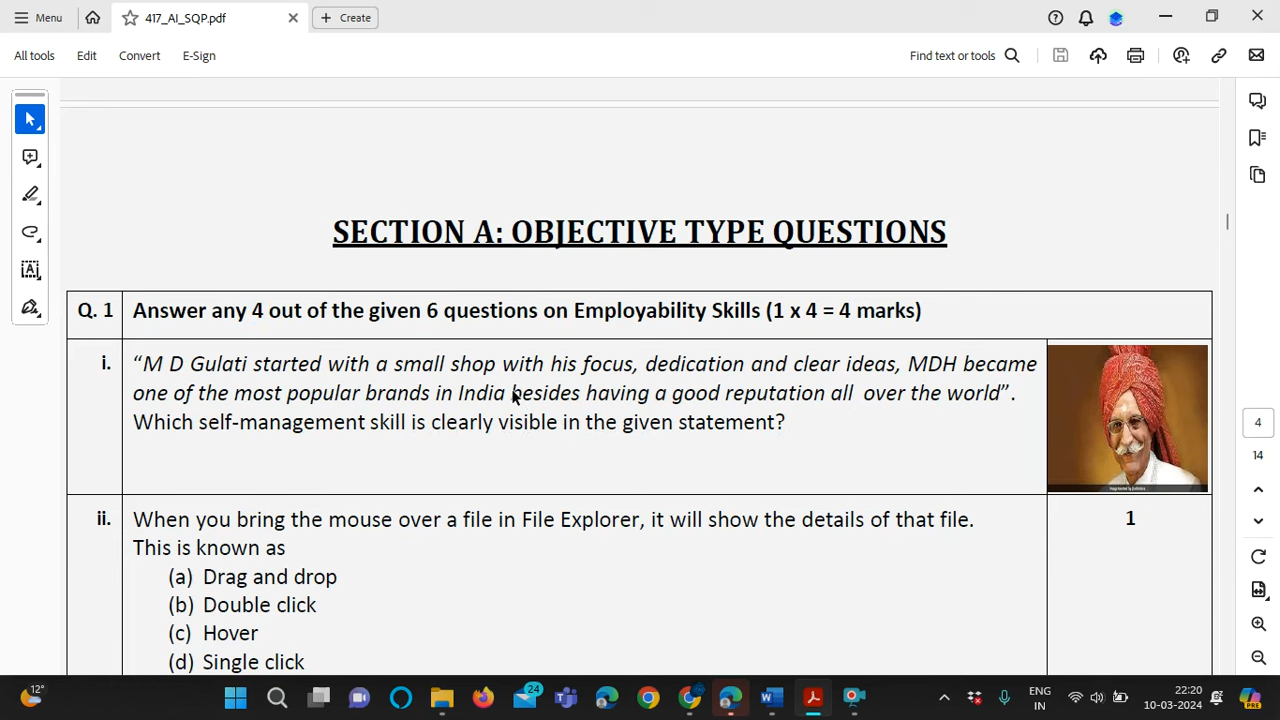 Menu
417_AI_SQP.pdf
Create
All tools
Edit
Convert
E-Sign
Find text or tools
SECTION A: OBJECTIVE TYPE QUESTIONS
Q. 1 Answer any 4 out of the given 6 questions on Employability Skills (1 x 4 = 4 marks)
i. “M D Gulati started with a small shop with his focus, dedication and clear ideas, MDH became
one of the most popular brands in India besides having a good reputation all over the world”.
Which self-management skill is clearly visible in the given statement?
ii. When you bring the mouse over a file in File Explorer, it will show the details of that file. 1
This is known as
(a) Drag and drop
(b) Double click
(c) Hover
(d) Single click
4
14
12°
24
ENG
IN
22:20
10-03-2024
PRE